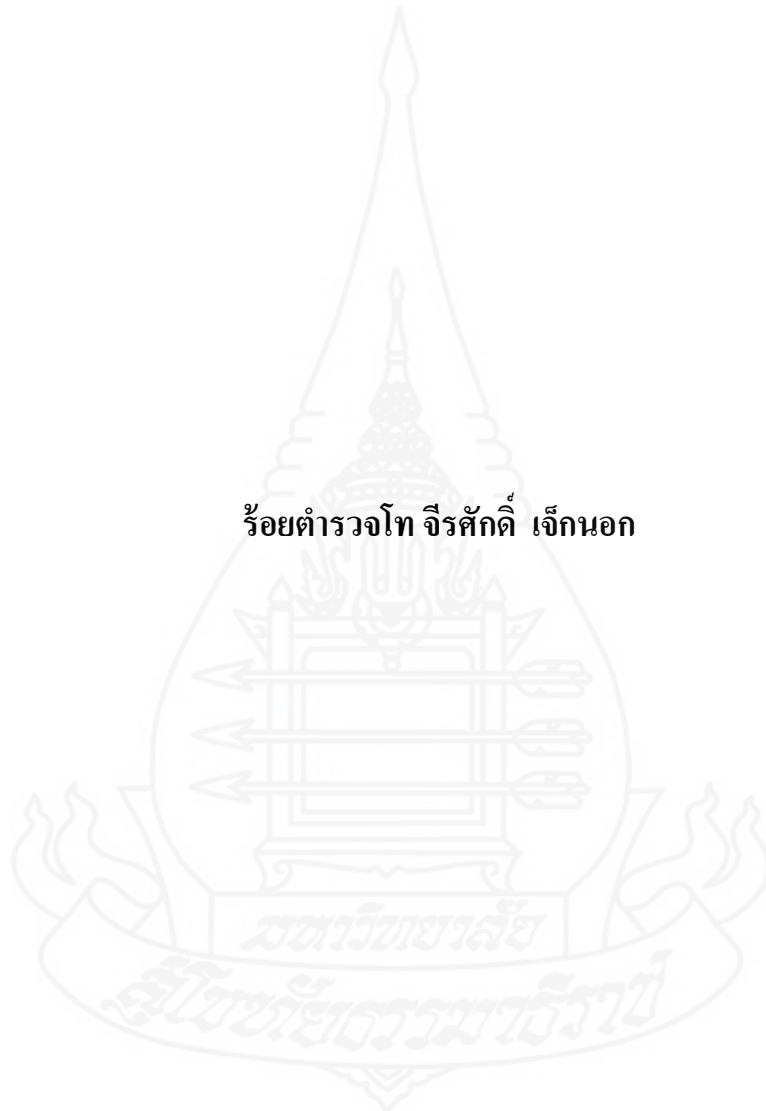 ร้อยตำรวจโท จีรศักดิ์ เจ็กนอก
มหาวิทยาลัย
สุโขทัยธรรมาธิราช